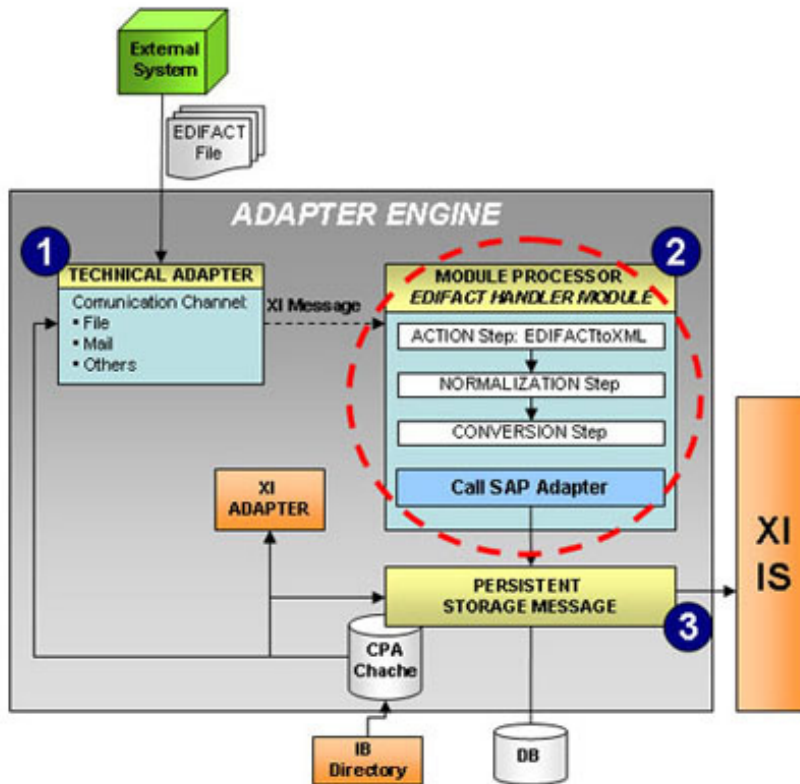 External
System
EDIFACT
File
ADAPTER ENGINE
1
TECHNICAL ADAPTER
Comunication Channel:
▪ File
▪ Mail
▪ Others
XI Message
2
MODULE PROCESSOR
EDIFACT HANDLER MODULE
ACTION Step: EDIFACTtoXML
NORMALIZATION Step
CONVERSION Step
Call SAP Adapter
XI
ADAPTER
PERSISTENT
STORAGE MESSAGE
3
XI
IS
CPA
Chache
IB
Directory
DB